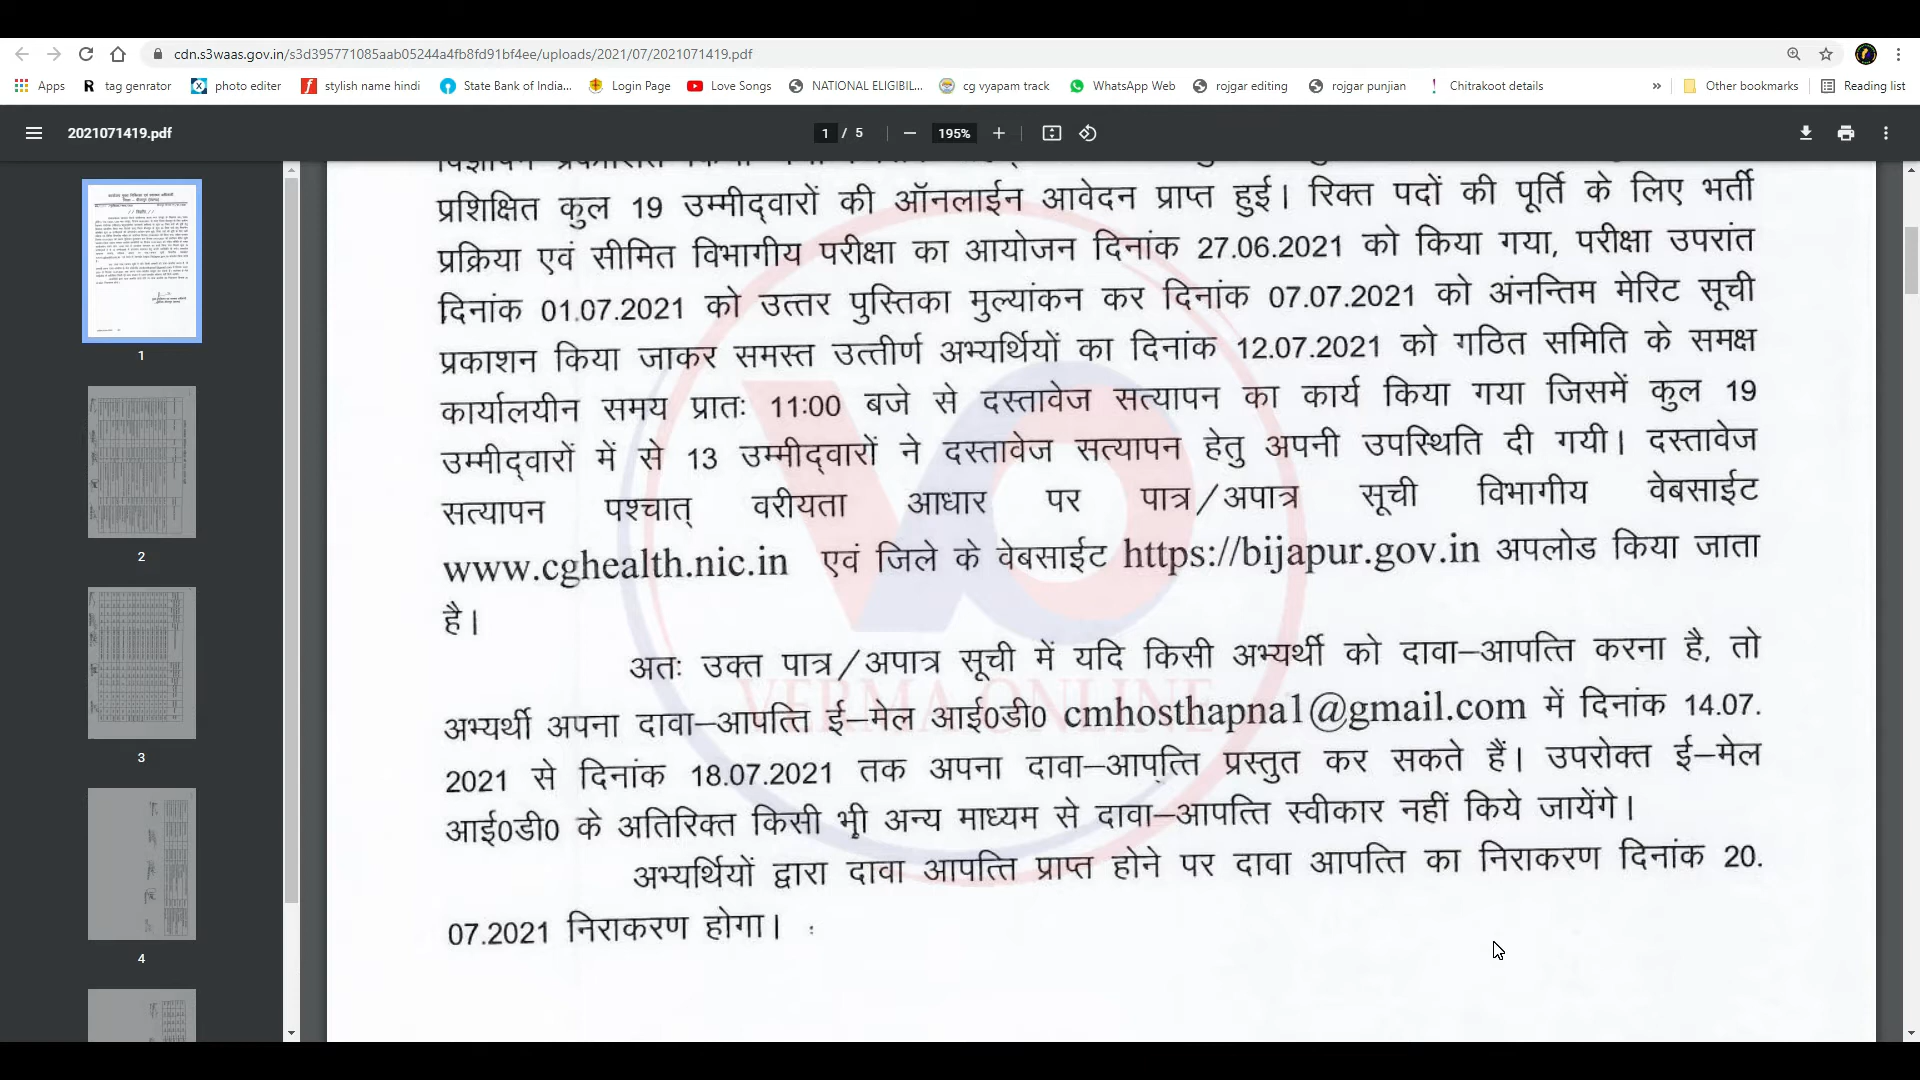 cdn.s3waas.gov.in/s3d395771085aab05244a4fb8fd91bf4ee/uploads/2021/07/2021071419.pdf
Apps R tag genrator photo editer stylish name hindi State Bank of India... Login Page Love Songs NATIONAL ELIGIBIL... cg vyapam track WhatsApp Web rojgar editing rojgar punjian Chitrakoot details » Other bookmarks Reading list
2021071419.pdf 1 / 5 195%
प्रशिक्षित कुल 19 उम्मीद्वारों की ऑनलाईन आवेदन प्राप्त हुई। रिक्त पदों की पूर्ति के लिए भर्ती
प्रक्रिया एवं सीमित विभागीय परीक्षा का आयोजन दिनांक 27.06.2021 को किया गया, परीक्षा उपरांत
दिनांक 01.07.2021 को उत्तर पुस्तिका मुल्यांकन कर दिनांक 07.07.2021 को अंनन्तिम मेरिट सूची
प्रकाशन किया जाकर समस्त उत्तीर्ण अभ्यर्थियों का दिनांक 12.07.2021 को गठित समिति के समक्ष
कार्यालयीन समय प्रातः 11:00 बजे से दस्तावेज सत्यापन का कार्य किया गया जिसमें कुल 19
उम्मीद्वारों में से 13 उम्मीद्वारों ने दस्तावेज सत्यापन हेतु अपनी उपस्थिति दी गयी। दस्तावेज
सत्यापन पश्चात् वरीयता आधार पर पात्र/अपात्र सूची विभागीय वेबसाईट
www.cghealth.nic.in एवं जिले के वेबसाईट https://bijapur.gov.in अपलोड किया जाता
है।
अतः उक्त पात्र/अपात्र सूची में यदि किसी अभ्यर्थी को दावा–आपत्ति करना है, तो
VERMA ONLINE
अभ्यर्थी अपना दावा–आपत्ति ई–मेल आई0डी0 cmhosthapna1@gmail.com में दिनांक 14.07.
2021 से दिनांक 18.07.2021 तक अपना दावा–आपत्ति प्रस्तुत कर सकते हैं। उपरोक्त ई–मेल
आई0डी0 के अतिरिक्त किसी भी अन्य माध्यम से दावा–आपत्ति स्वीकार नहीं किये जायेंगे।
अभ्यर्थियों द्वारा दावा आपत्ति प्राप्त होने पर दावा आपत्ति का निराकरण दिनांक 20.
07.2021 निराकरण होगा।
1
2
3
4